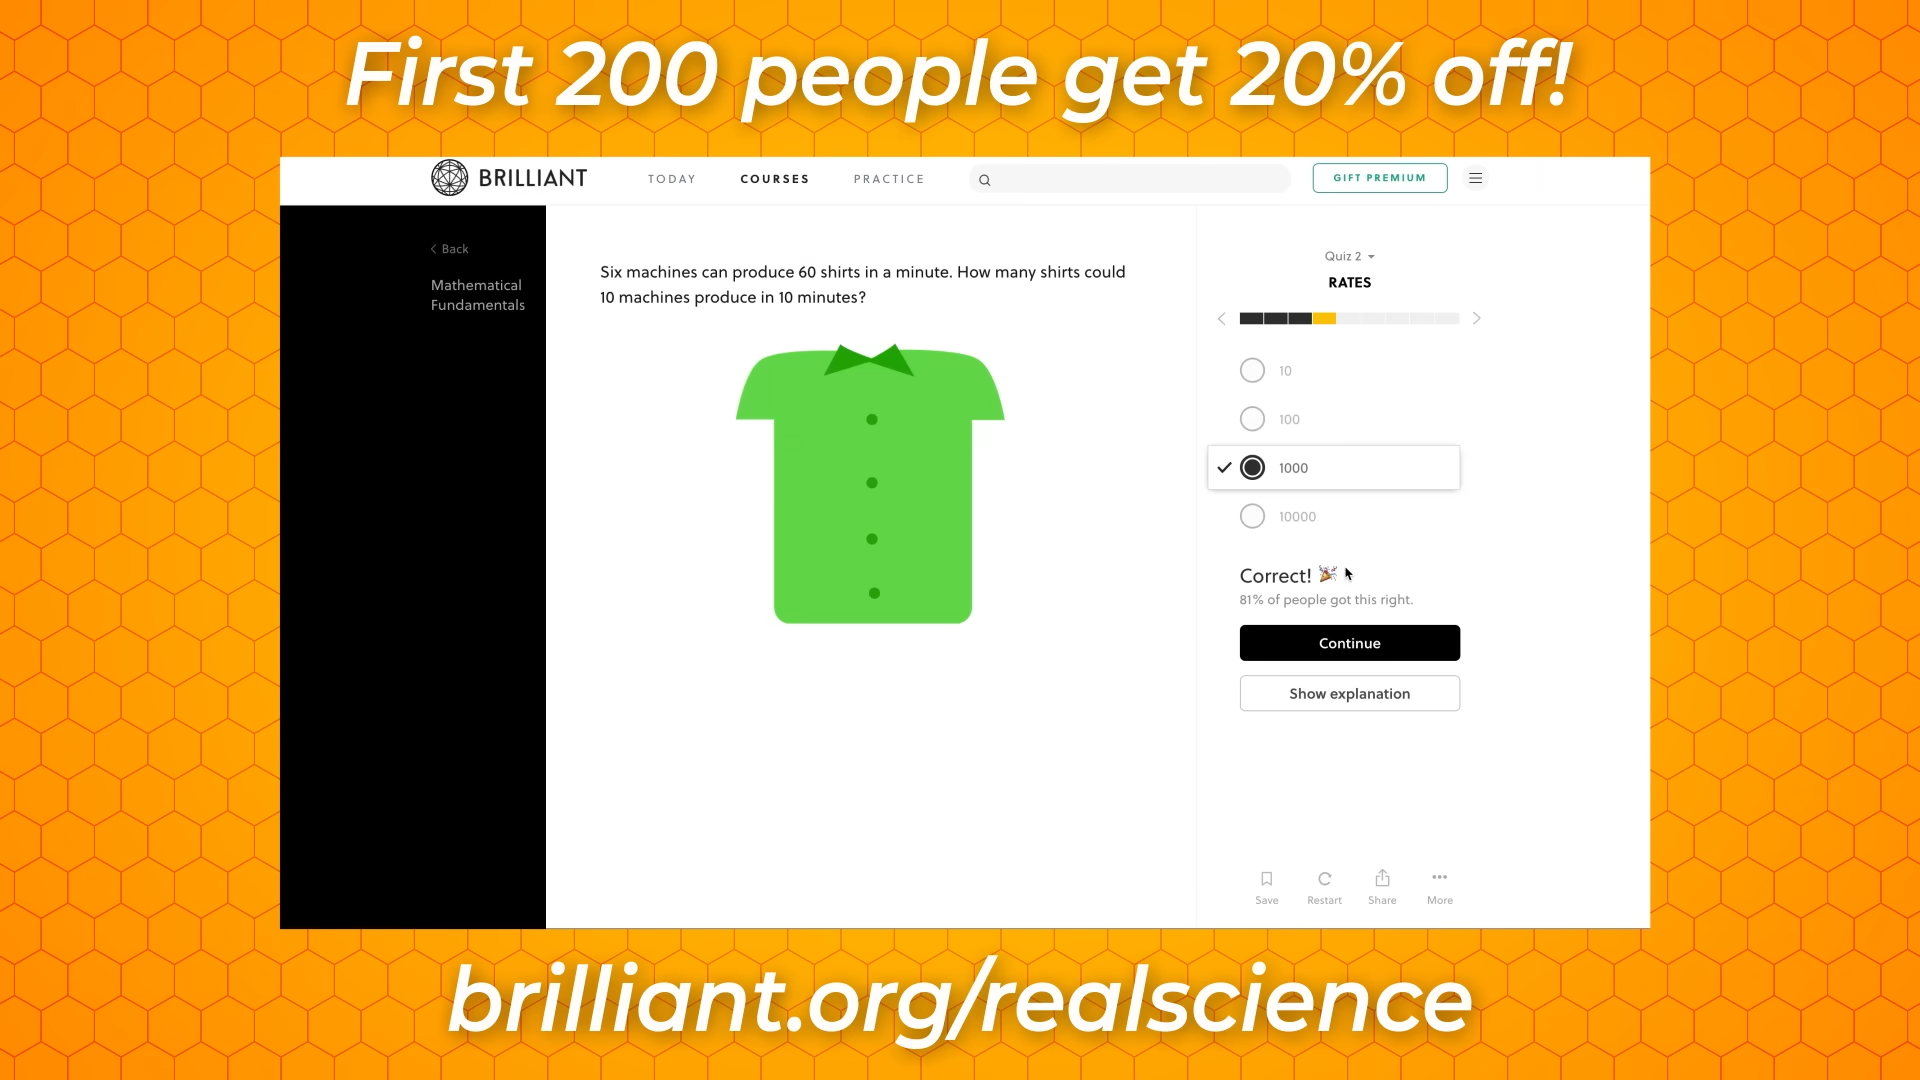 First 200 people get 20% off!
BRILLIANT
TODAY
COURSES
PRACTICE
GIFT PREMIUM
Back
Mathematical
Fundamentals
Six machines can produce 60 shirts in a minute. How many shirts could
10 machines produce in 10 minutes?
Quiz 2
RATES
10
100
1000
10000
Correct!
81% of people got this right.
Continue
Show explanation
Save
Restart
Share
More
brilliant.org/realscience